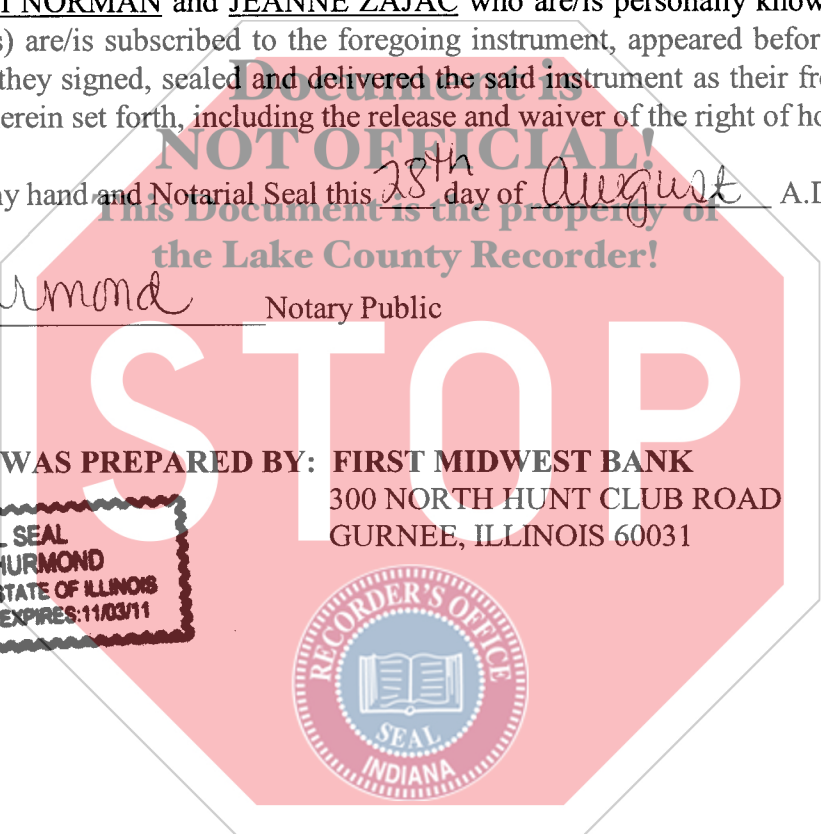 NORMAN and JEANNE ZAJAC who are/is personally know
s) are/is subscribed to the foregoing instrument, appeared befor
they signed, sealed and delivered the said instrument as their fr
erein set forth, including the release and waiver of the right of ho
Document is
NOT OFFICIAL!
This Document is the property of
the Lake County Recorder!
y hand and Notarial Seal this 28th day of August A.D
urmond Notary Public
STOP
WAS PREPARED BY: FIRST MIDWEST BANK
300 NORTH HUNT CLUB ROAD
GURNEE, ILLINOIS 60031
L SEAL
HURMOND
STATE OF ILLINOIS
EXPIRES:11/03/11
RECORDER'S OFFICE
SEAL
INDIANA